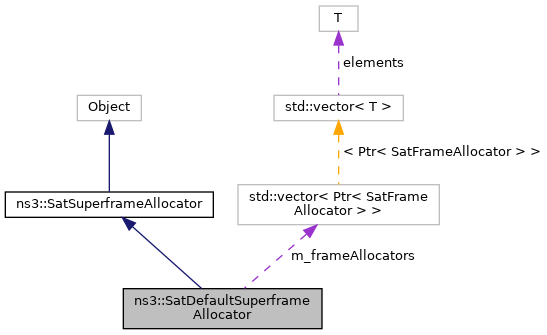 T
elements
Object
std::vector< T >
< Ptr< SatFrameAllocator > >
ns3::SatSuperframeAllocator
std::vector< Ptr< SatFrame
Allocator > >
m_frameAllocators
ns3::SatDefaultSuperframe
Allocator